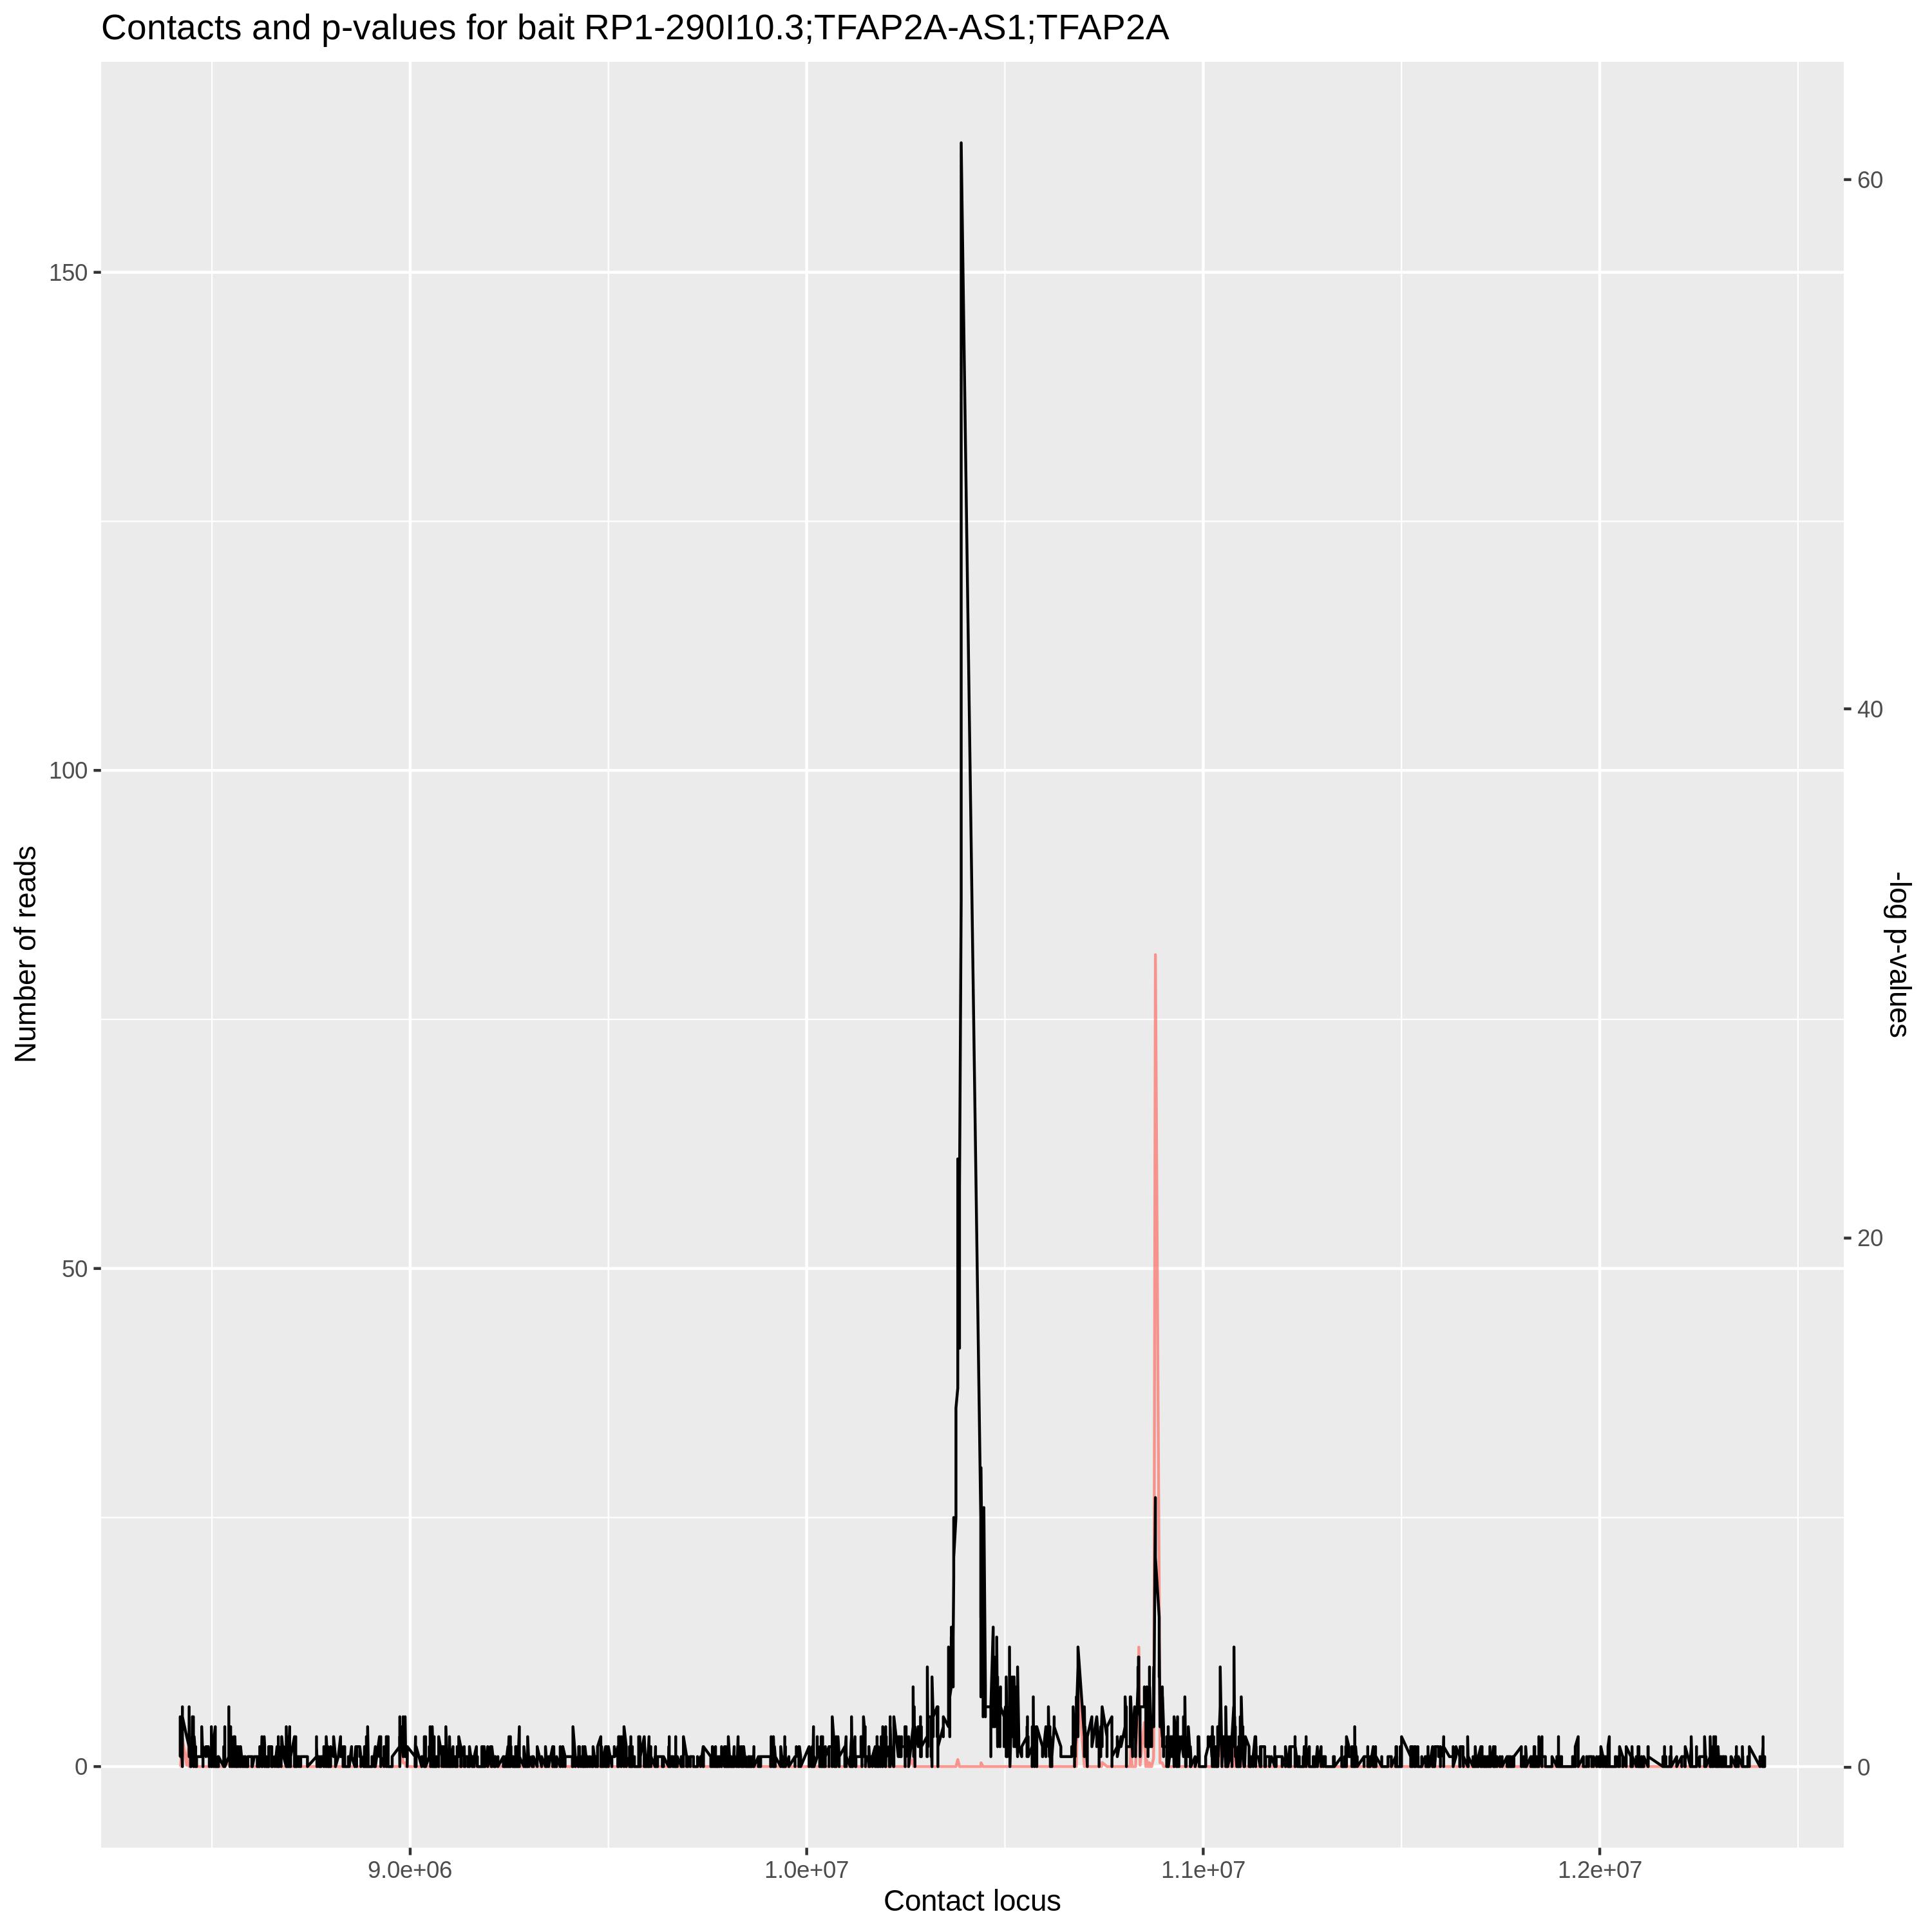 Contacts and p-values for bait RP1-290I10.3;TFAP2A-AS1;TFAP2A
Number of reads
150
100
50
0
60
40
20
0
-log p-values
9.0e+06
1.0e+07
1.1e+07
1.2e+07
Contact locus